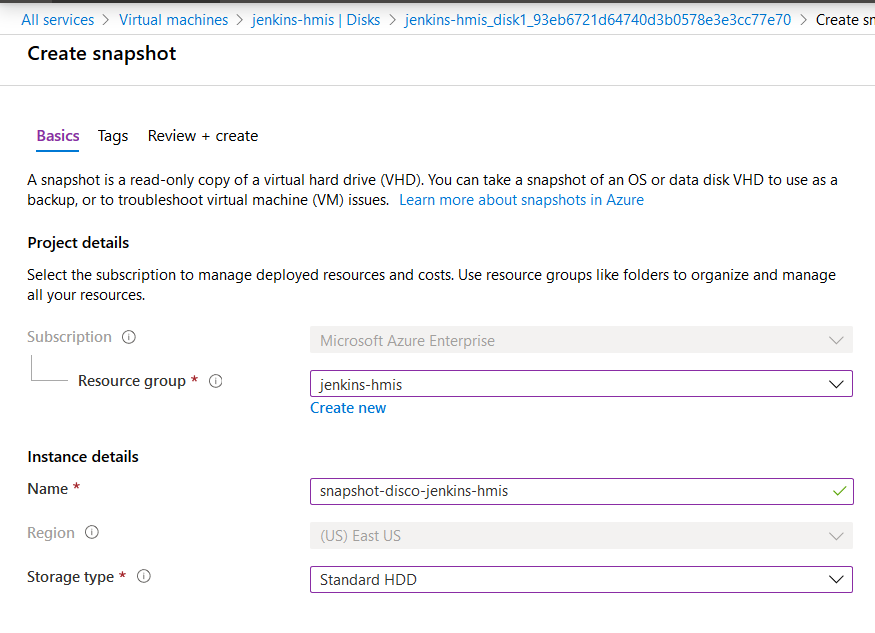 All services > Virtual machines > jenkins-hmis | Disks > jenkins-hmis_disk1_93eb6721d64740d3b0578e3e3cc77e70 > Create sn
Create snapshot
Basics Tags Review + create
A snapshot is a read-only copy of a virtual hard drive (VHD). You can take a snapshot of an OS or data disk VHD to use as a
backup, or to troubleshoot virtual machine (VM) issues. Learn more about snapshots in Azure
Project details
Select the subscription to manage deployed resources and costs. Use resource groups like folders to organize and manage
all your resources.
Subscription Microsoft Azure Enterprise
Resource group * jenkins-hmis
Create new
Instance details
Name * snapshot-disco-jenkins-hmis
Region (US) East US
Storage type * Standard HDD